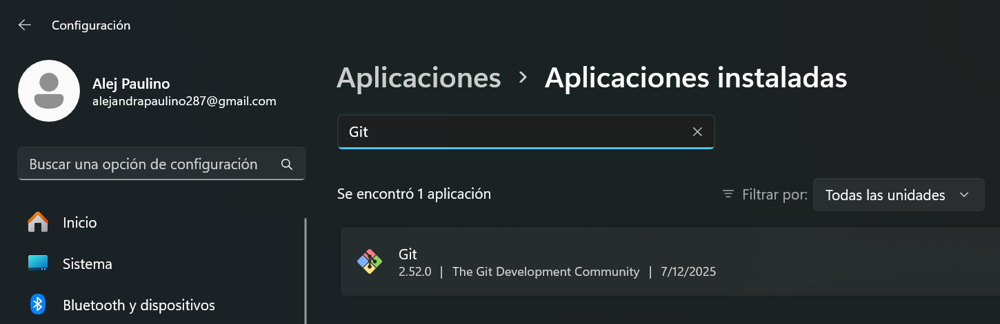 Configuración
Alej Paulino
alejandrapaulino287@gmail.com
Buscar una opción de configuración
Inicio
Sistema
Bluetooth y dispositivos
Aplicaciones > Aplicaciones instaladas
Git
Se encontró 1 aplicación
Filtrar por: Todas las unidades
Git
2.52.0 | The Git Development Community | 7/12/2025